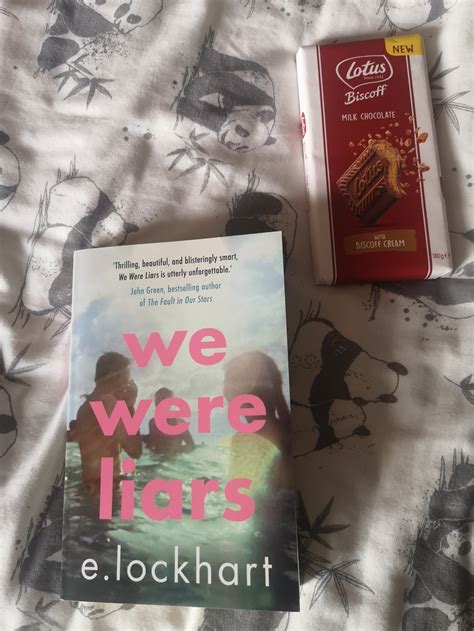 'Thrilling, beautiful, and blisteringly smart,
We Were Liars is utterly unforgettable.'
John Green, bestselling author
of The Fault in Our Stars
we
were
liars
e.lockhart
NEW
Lotus
Biscoff
MILK CHOCOLATE
LOTUS
WITH
BISCOFF CREAM
180g e